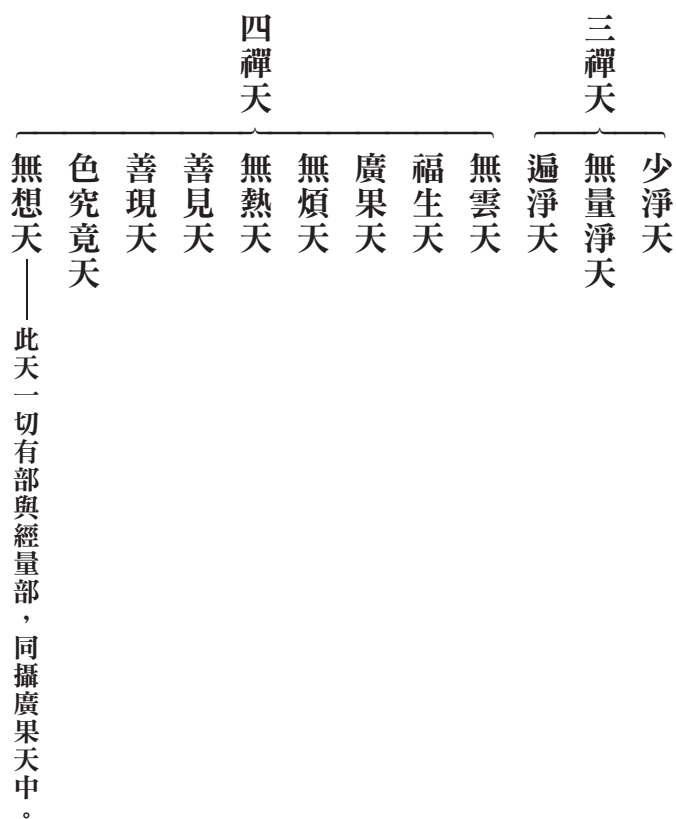 三禪天
少淨天
無量淨天
遍淨天
四禪天
無雲天
福生天
廣果天
無煩天
無熱天
善見天
善現天
色究竟天
無想天——此天一切有部與經量部，同攝廣果天中。